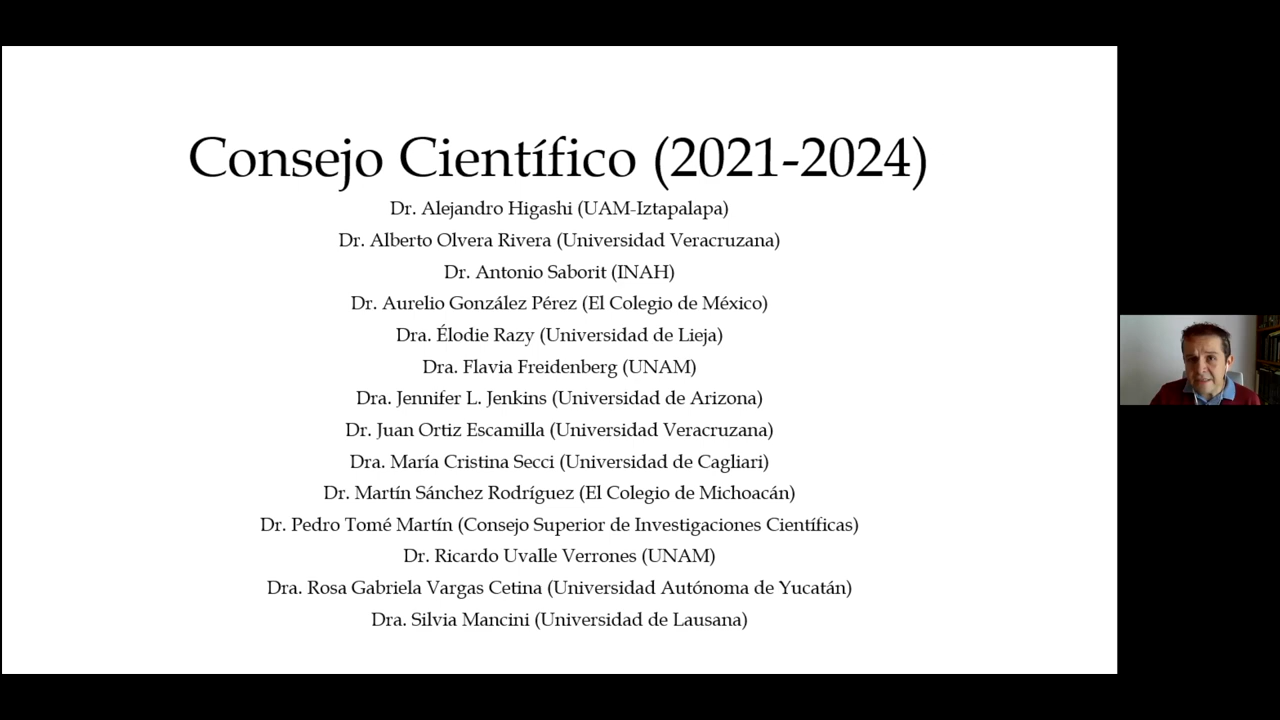 Consejo Científico (2021-2024)
Dr. Alejandro Higashi (UAM-Iztapalapa)
Dr. Alberto Olvera Rivera (Universidad Veracruzana)
Dr. Antonio Saborit (INAH)
Dr. Aurelio González Pérez (El Colegio de México)
Dra. Élodie Razy (Universidad de Lieja)
Dra. Flavia Freidenberg (UNAM)
Dra. Jennifer L. Jenkins (Universidad de Arizona)
Dr. Juan Ortiz Escamilla (Universidad Veracruzana)
Dra. María Cristina Secci (Universidad de Cagliari)
Dr. Martín Sánchez Rodríguez (El Colegio de Michoacán)
Dr. Pedro Tomé Martín (Consejo Superior de Investigaciones Científicas)
Dr. Ricardo Uvalle Verrones (UNAM)
Dra. Rosa Gabriela Vargas Cetina (Universidad Autónoma de Yucatán)
Dra. Silvia Mancini (Universidad de Lausana)